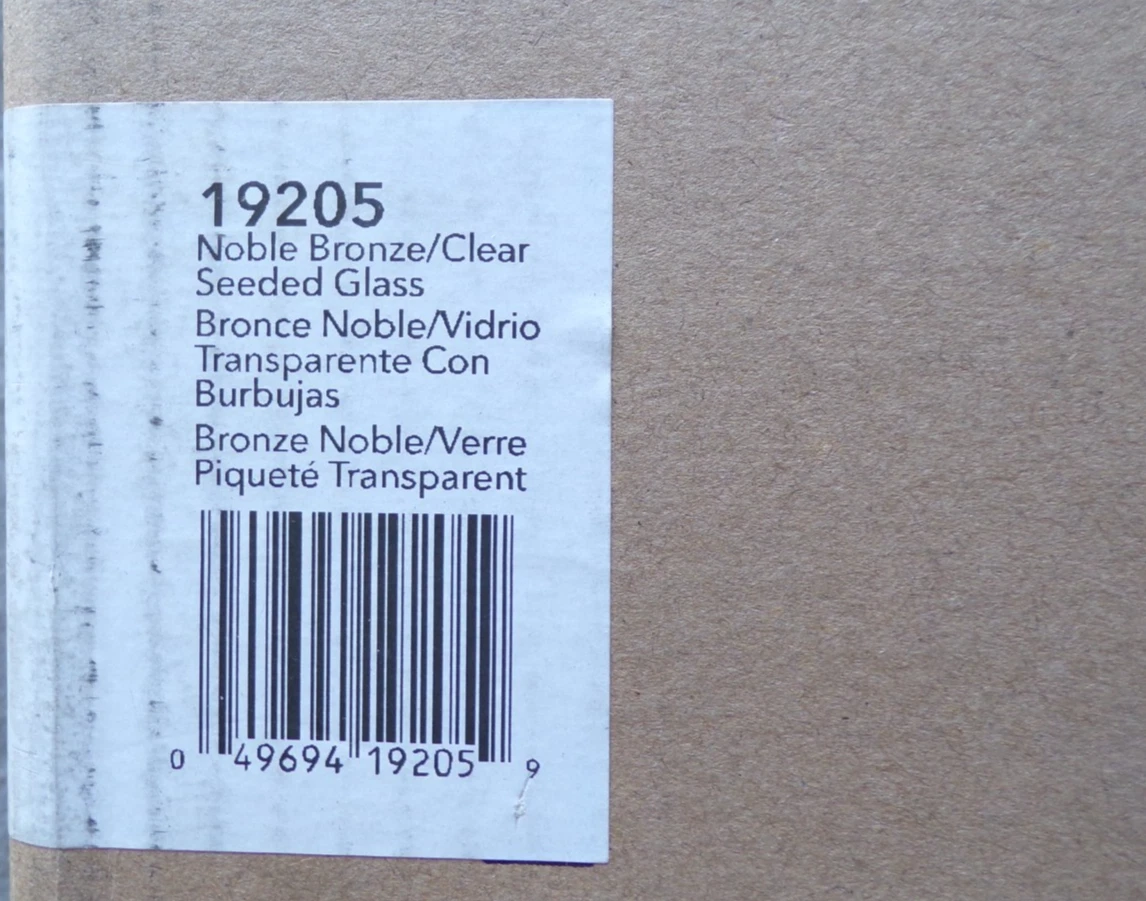 19205
Noble Bronze/Clear
Seeded Glass
Bronce Noble/Vidrio
Transparente Con
Burbujas
Bronze Noble/Verre
Piqueté Transparent
0 49694 19205 9